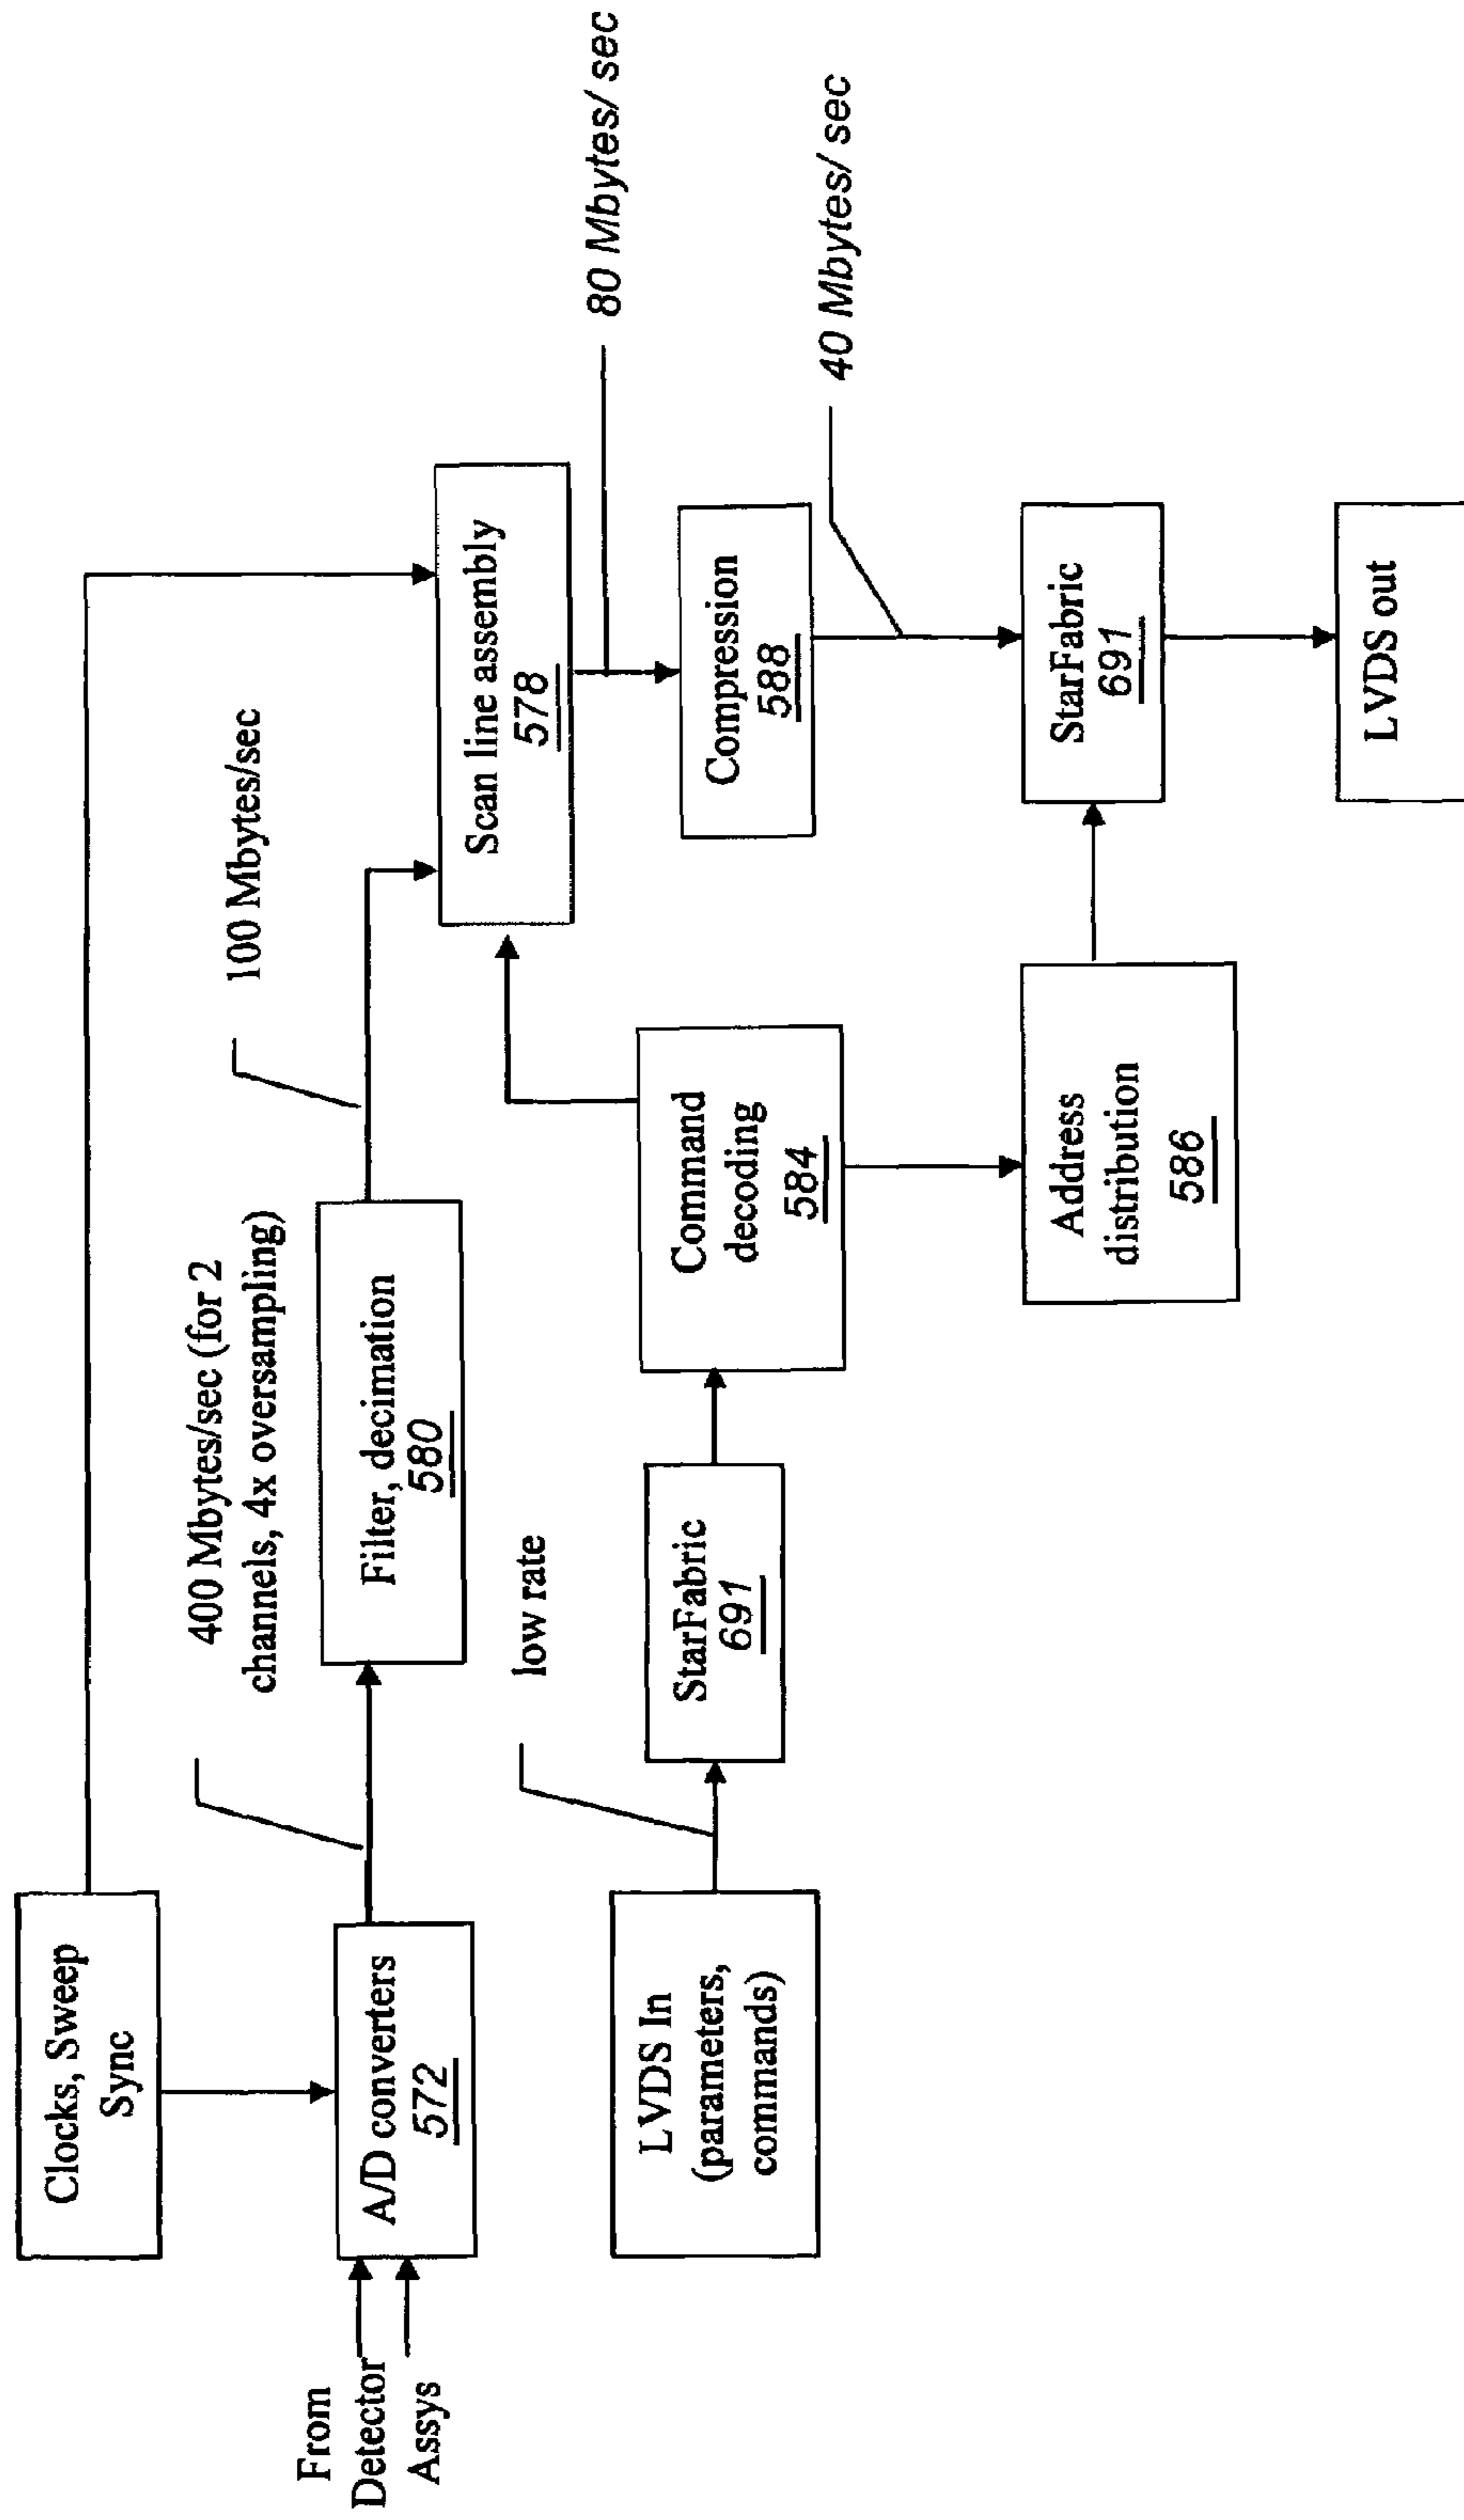 Clocks, Sweep
Sync
400 Mbytes/sec (for 2
channels, 4x oversampling)
100 Mbytes/sec
From
Detector
Assys
A/D converters
572
Filter, decimation
580
Scan line assembly
578
80 Mbytes/ sec
low rate
LVDS In
(parameters,
commands)
StarFabric
691
Command
decoding
584
Compression
588
40 Mbytes/ sec
Address
distribution
586
StarFabric
691
LVDS out